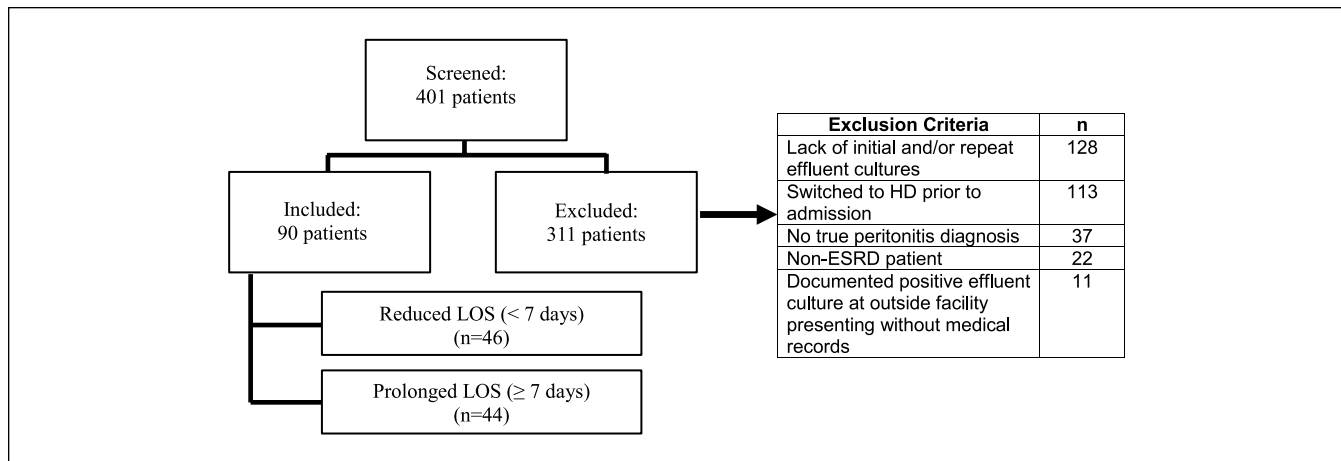 Screened:
401 patients
Included:
90 patients
Excluded:
311 patients
Reduced LOS (< 7 days)
(n=46)
Prolonged LOS (≥ 7 days)
(n=44)
Exclusion Criteria n
Lack of initial and/or repeat 128
effluent cultures
Switched to HD prior to 113
admission
No true peritonitis diagnosis 37
Non-ESRD patient 22
Documented positive effluent 11
culture at outside facility
presenting without medical
records